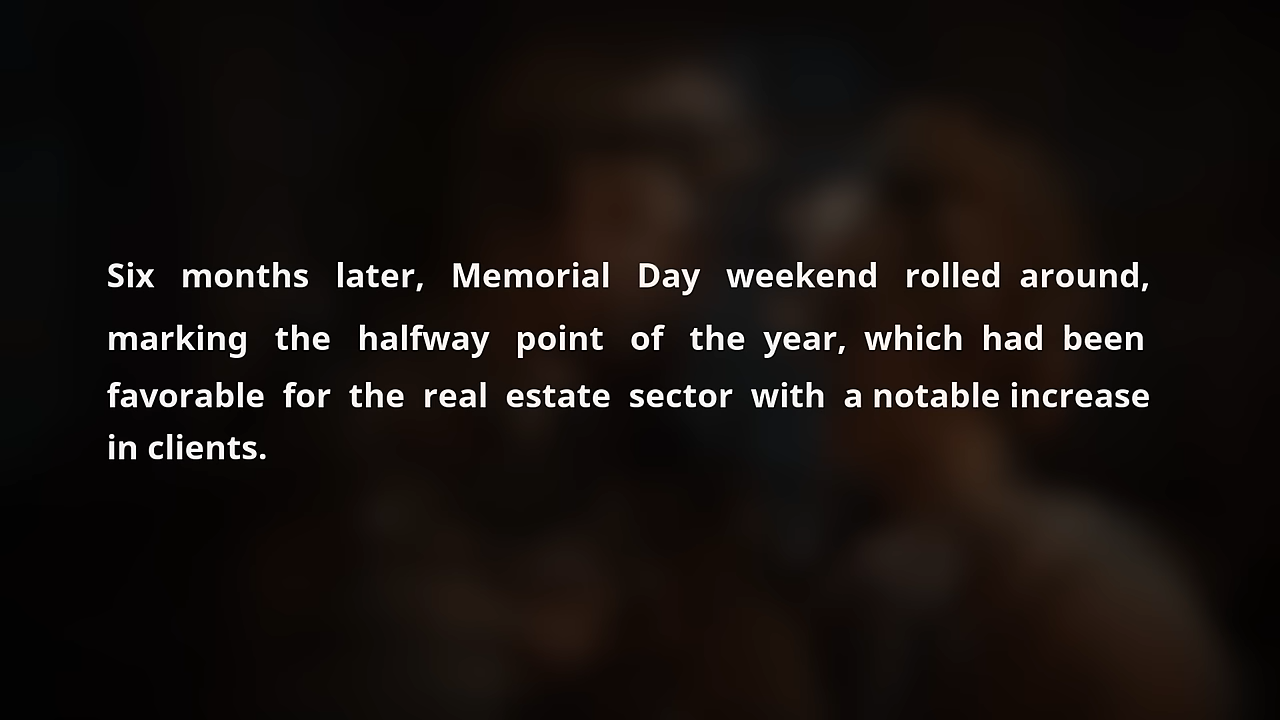 Six months later, Memorial Day weekend rolled around,
marking the halfway point of the year, which had been
favorable for the real estate sector with a notable increase
in clients.